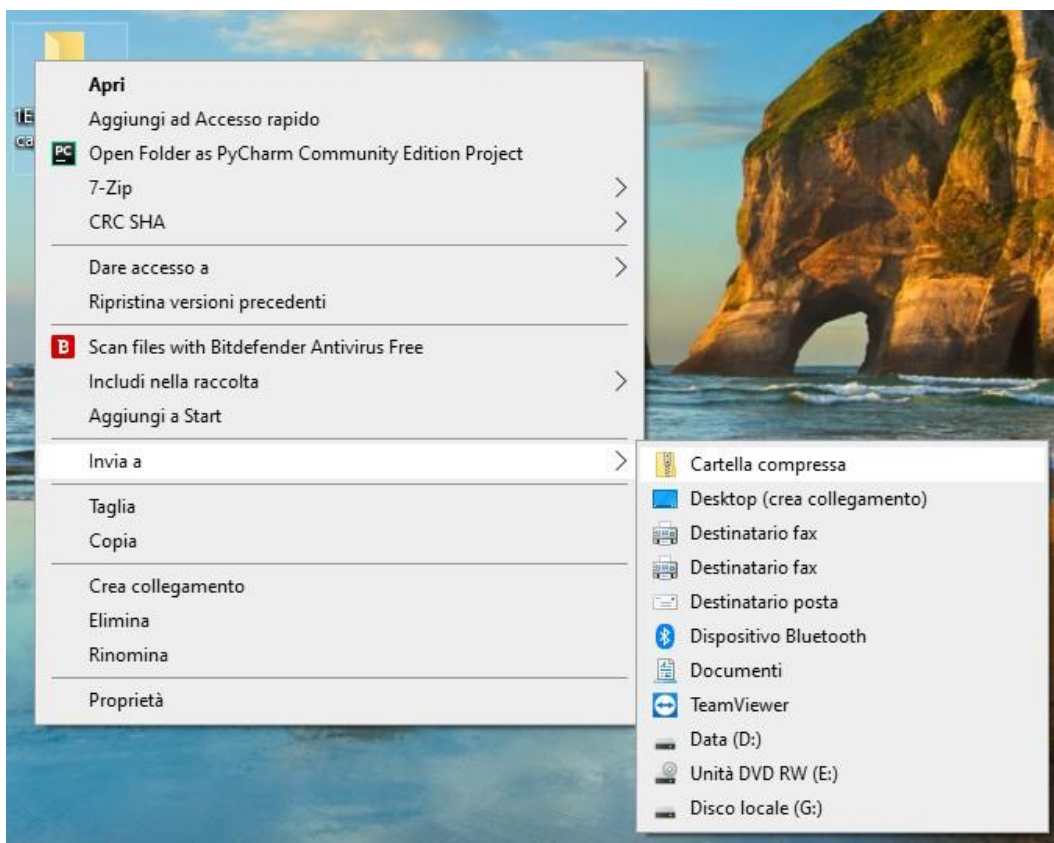 1E
ca
Apri
Aggiungi ad Accesso rapido
PC Open Folder as PyCharm Community Edition Project
7-Zip
CRC SHA
Dare accesso a
Ripristina versioni precedenti
B Scan files with Bitdefender Antivirus Free
Includi nella raccolta
Aggiungi a Start
Invia a
Taglia
Copia
Crea collegamento
Elimina
Rinomina
Proprietà
Cartella compressa
Desktop (crea collegamento)
Destinatario fax
Destinatario fax
Destinatario posta
Dispositivo Bluetooth
Documenti
TeamViewer
Data (D:)
Unità DVD RW (E:)
Disco locale (G:)